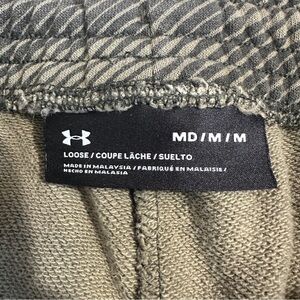 MD / M / M
LOOSE / COUPE LÂCHE / SUELTO
MADE IN MALAYSIA / FABRIQUÉ EN MALAISIE /
HECHO EN MALASIA